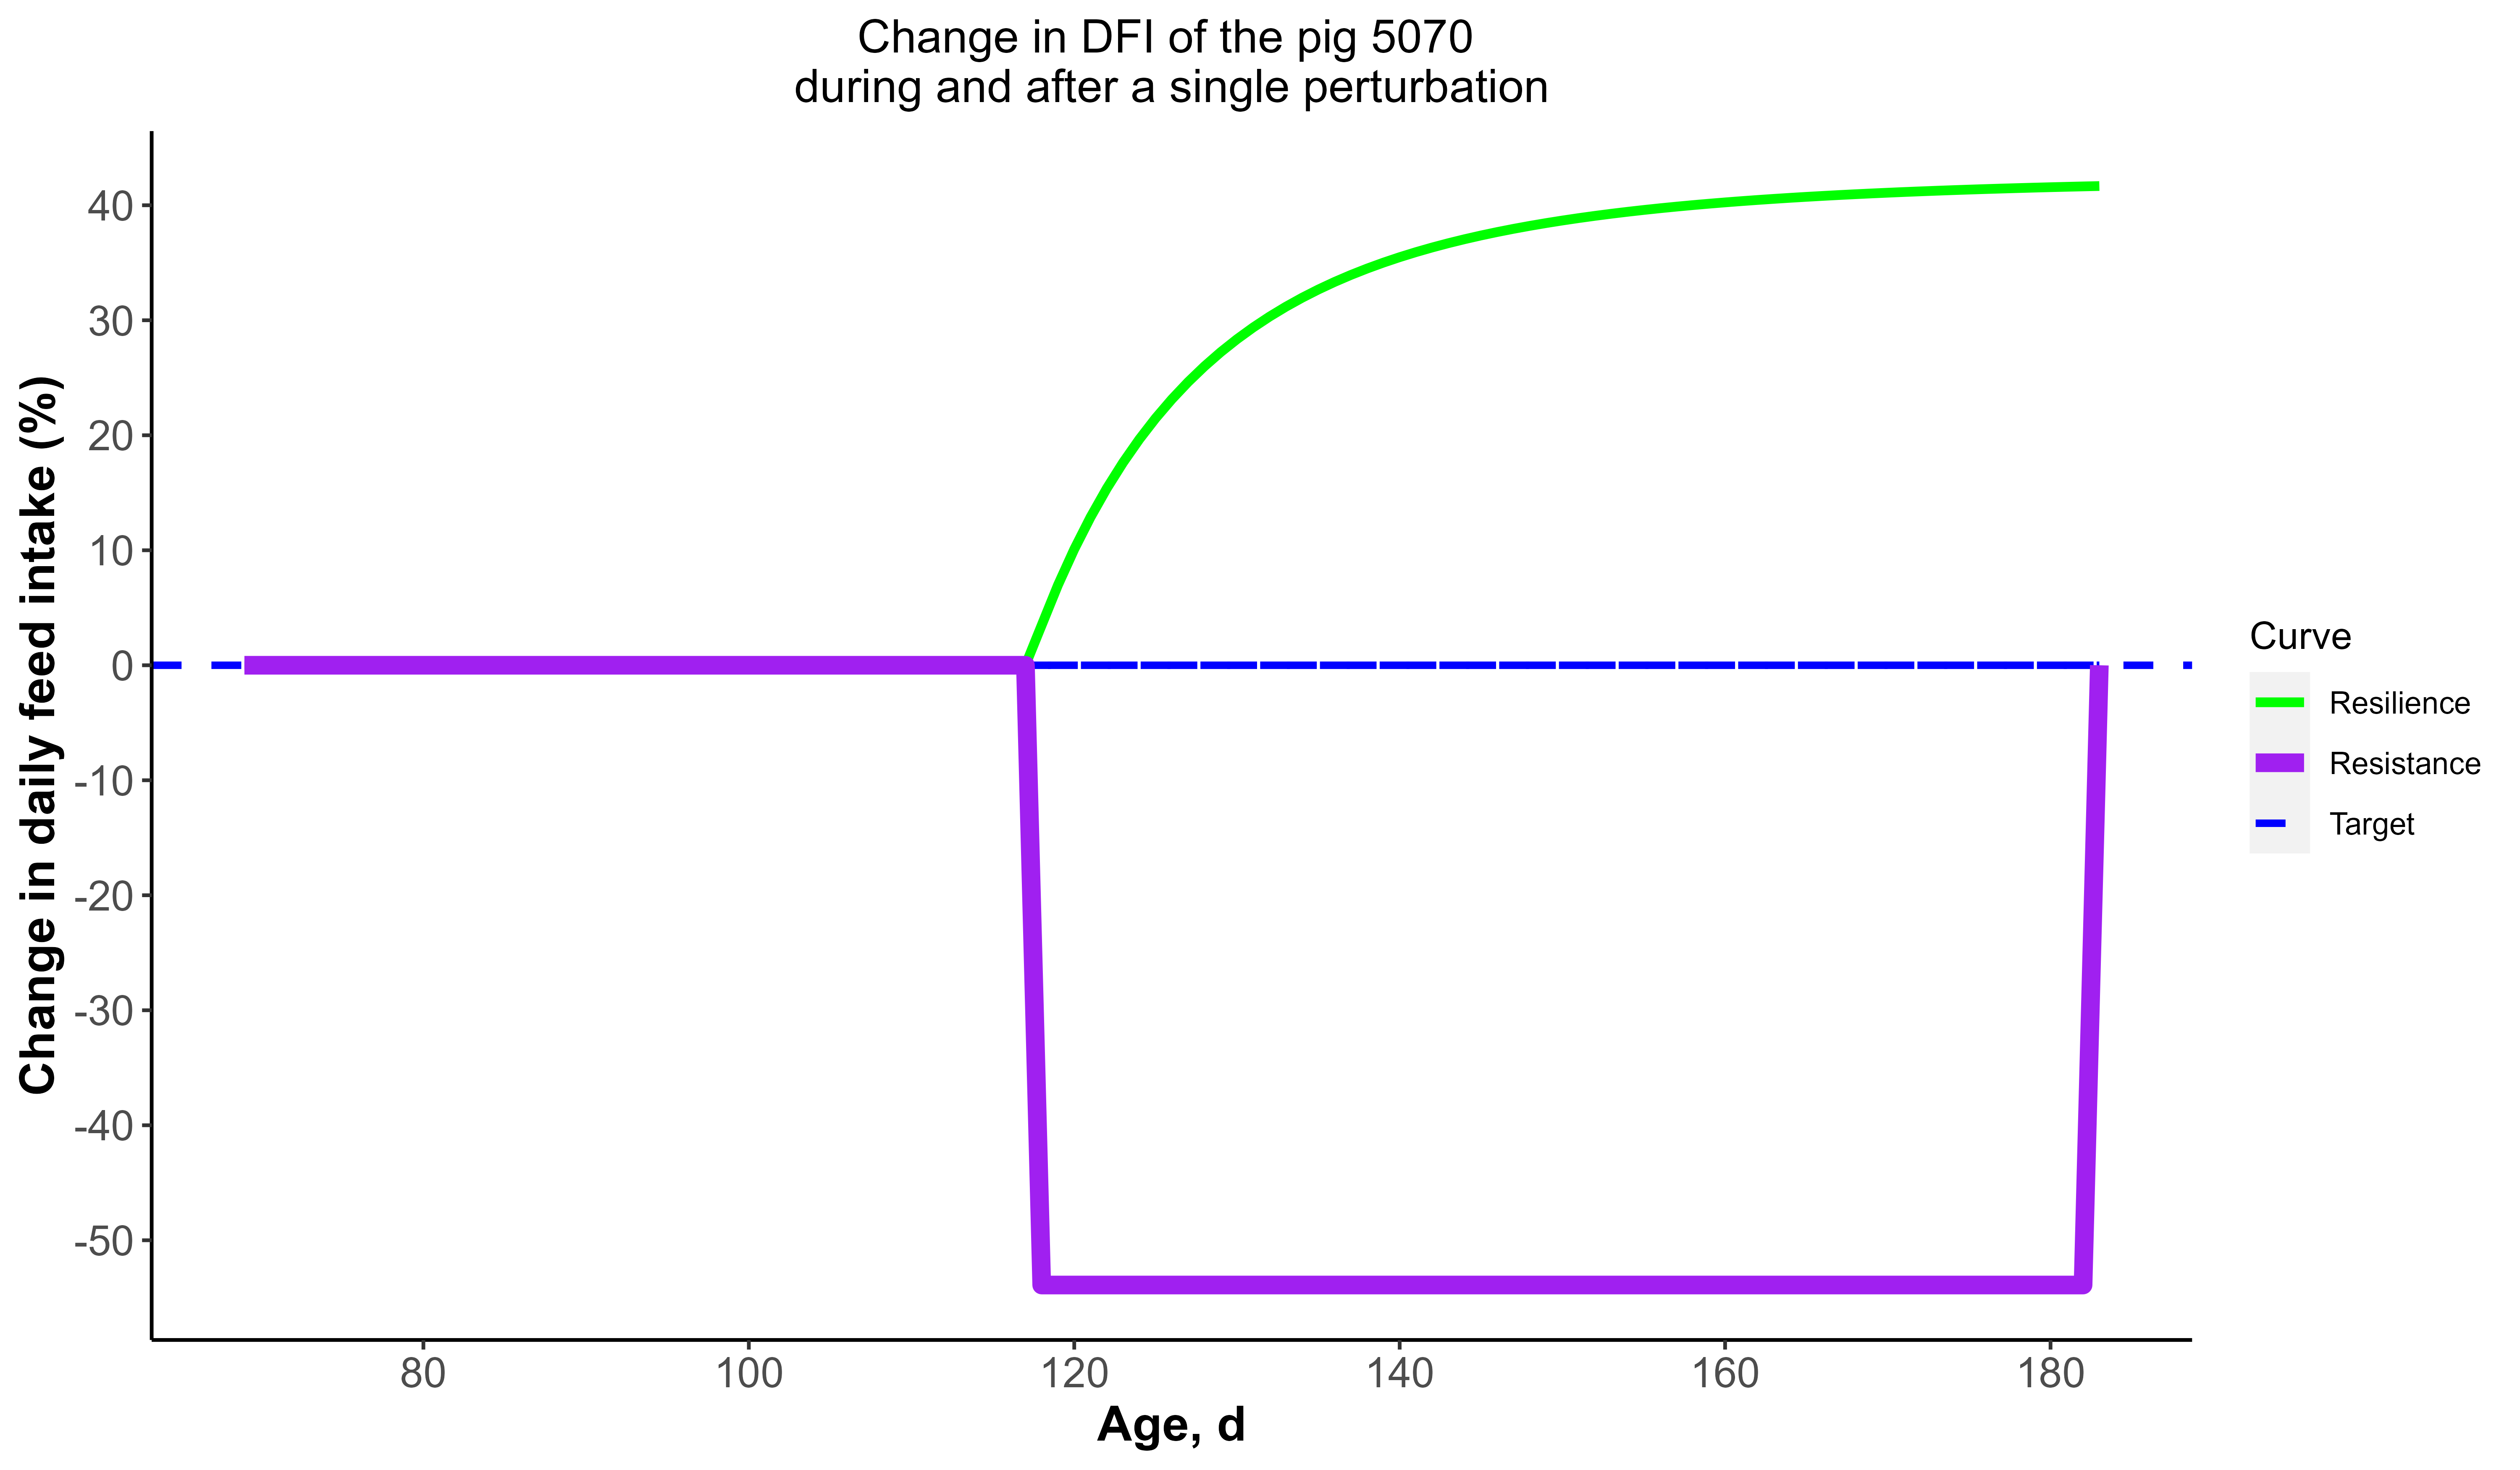 Change in DFI of the pig 5070
during and after a single perturbation
Change in daily feed intake (%)
40
30
20
10
0
-10
-20
-30
-40
-50
80 100 120 140 160 180
Age, d
Curve
Resilience
Resistance
Target